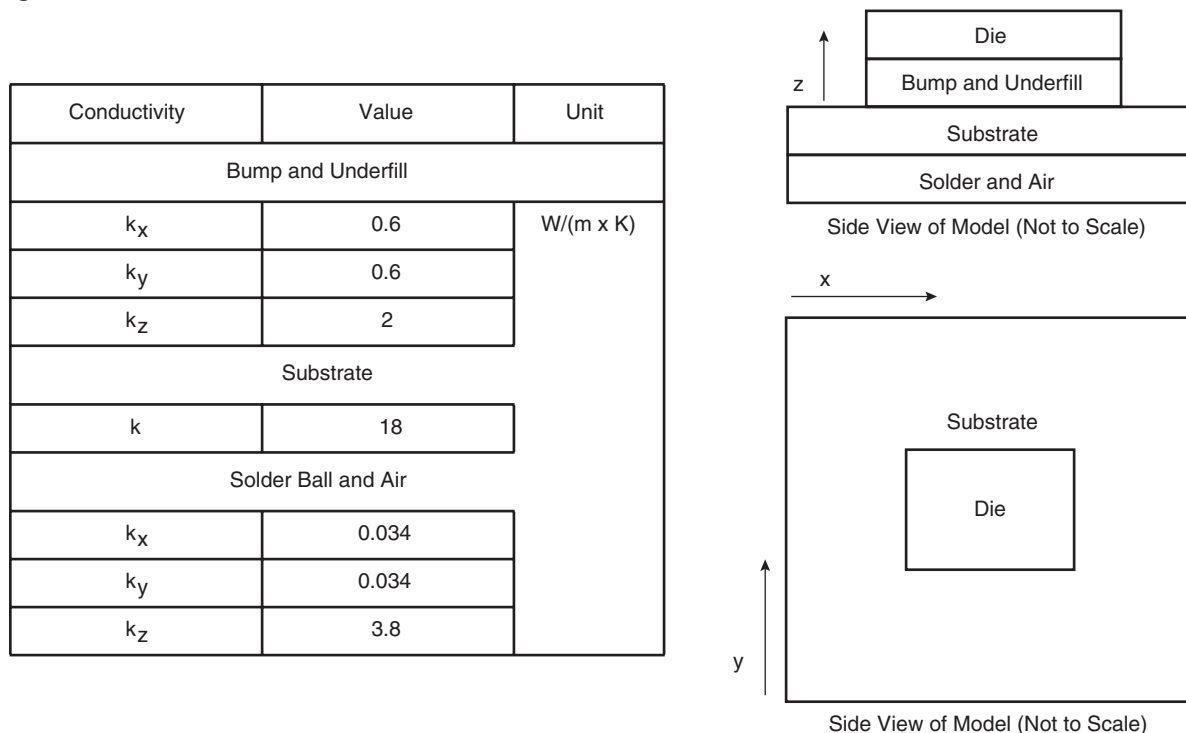 Conductivity Value Unit
Bump and Underfill
kx 0.6 W/(m x K)
ky 0.6
kz 2
Substrate
k 18
Solder Ball and Air
kx 0.034
ky 0.034
kz 3.8
Die
z
Bump and Underfill
Substrate
Solder and Air
Side View of Model (Not to Scale)
x
Substrate
Die
y
Side View of Model (Not to Scale)